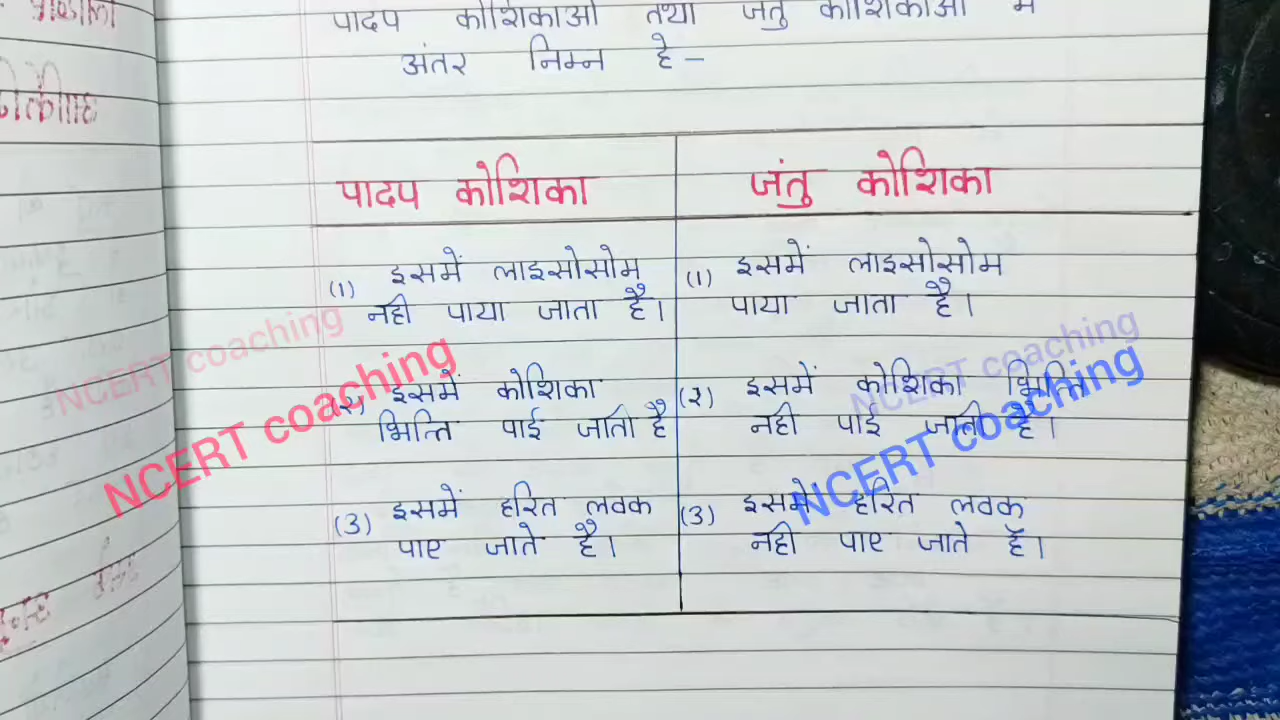 पादप कोशिकाओं तथा जंतु कोशिकाओं में
अंतर निम्न है –
पादप कोशिका
जंतु कोशिका
(1) इसमें लाइसोसोम
नही पाया जाता है।
(1) इसमें लाइसोसोम
पाया जाता है।
इसमें कोशिका
भित्ति पाई जाती है
(2) इसमें कोशिका भित्ति
नही पाई जाती है।
(3) इसमें हरित लवक
पाए जाते है।
(3) इसमें हरित लवक
नही पाए जाते हैं।
NCERT coaching
NCERT coaching
NCERT coaching
NCERT coaching